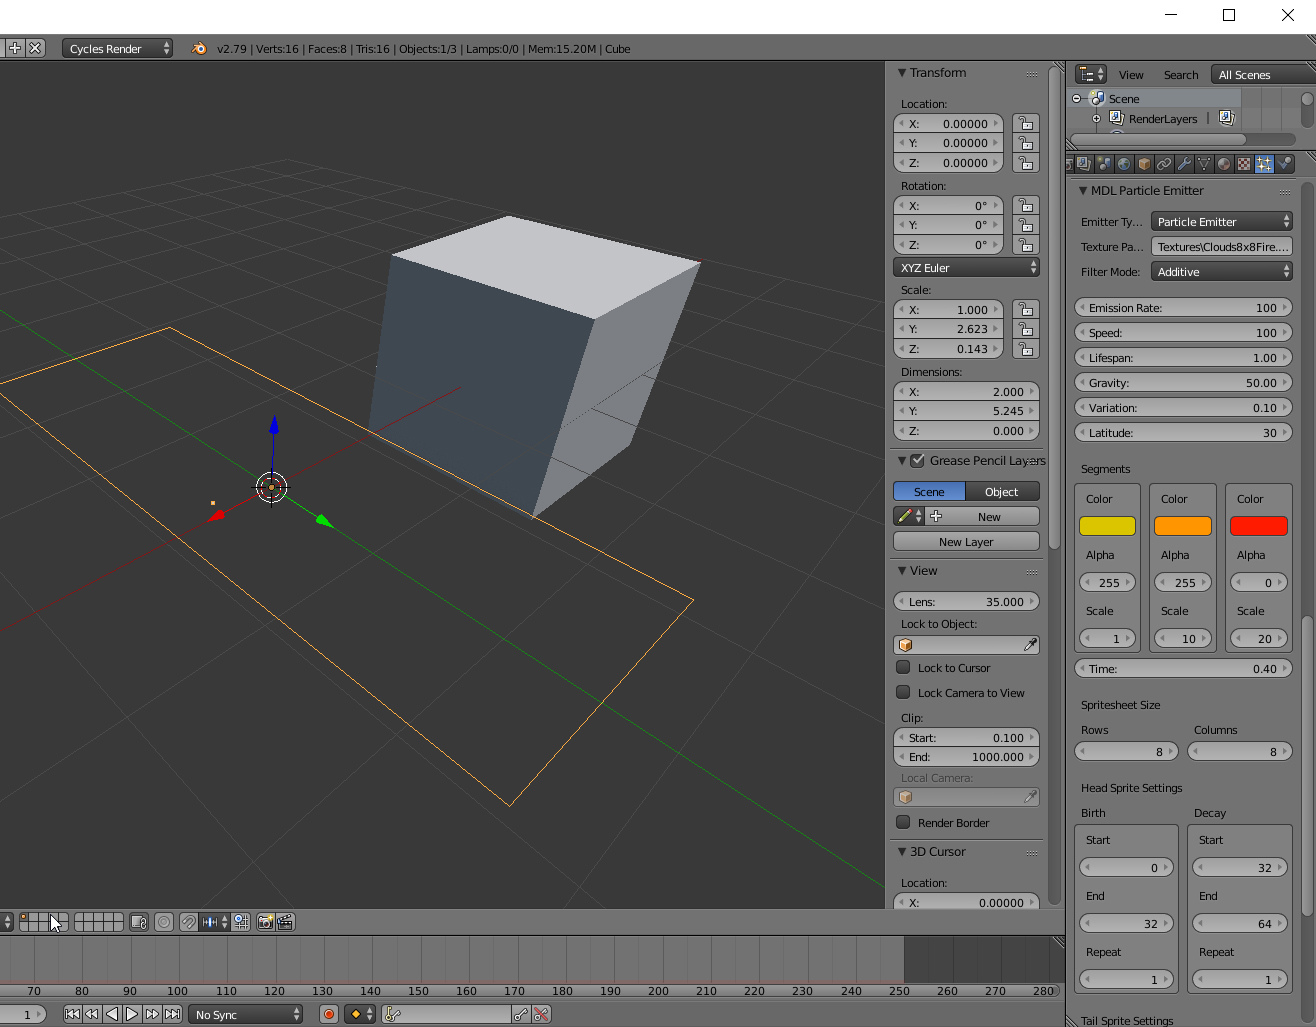 Cycles Render
v2.79 | Verts:16 | Faces:8 | Tris:16 | Objects:1/3 | Lamps:0/0 | Mem:15.20M | Cube
Transform
Location:
X: 0.00000
Y: 0.00000
Z: 0.00000
Rotation:
X: 0°
Y: 0°
Z: 0°
XYZ Euler
Scale:
X: 1.000
Y: 2.623
Z: 0.143
Dimensions:
X: 2.000
Y: 5.245
Z: 0.000
Grease Pencil Layers
Scene Object
New
New Layer
View
Lens: 35.000
Lock to Object:
Lock to Cursor
Lock Camera to View
Clip:
Start: 0.100
End: 1000.000
Local Camera:
Render Border
3D Cursor
Location:
X: 0.00000
View Search All Scenes
Scene
RenderLayers |
MDL Particle Emitter
Emitter Ty... Particle Emitter
Texture Pa... Textures\Clouds8x8Fire....
Filter Mode: Additive
Emission Rate: 100
Speed: 100
Lifespan: 1.00
Gravity: 50.00
Variation: 0.10
Latitude: 30
Segments
Color Color Color
Alpha Alpha Alpha
255 255 0
Scale Scale Scale
1 10 20
Time: 0.40
Spritesheet Size
Rows Columns
8 8
Head Sprite Settings
Birth Decay
Start Start
0 32
End End
32 64
Repeat Repeat
1 1
Tail Sprite Settings
70 80 90 100 110 120 130 140 150 160 170 180 190 200 210 220 230 240 250 260 270 280
1 No Sync